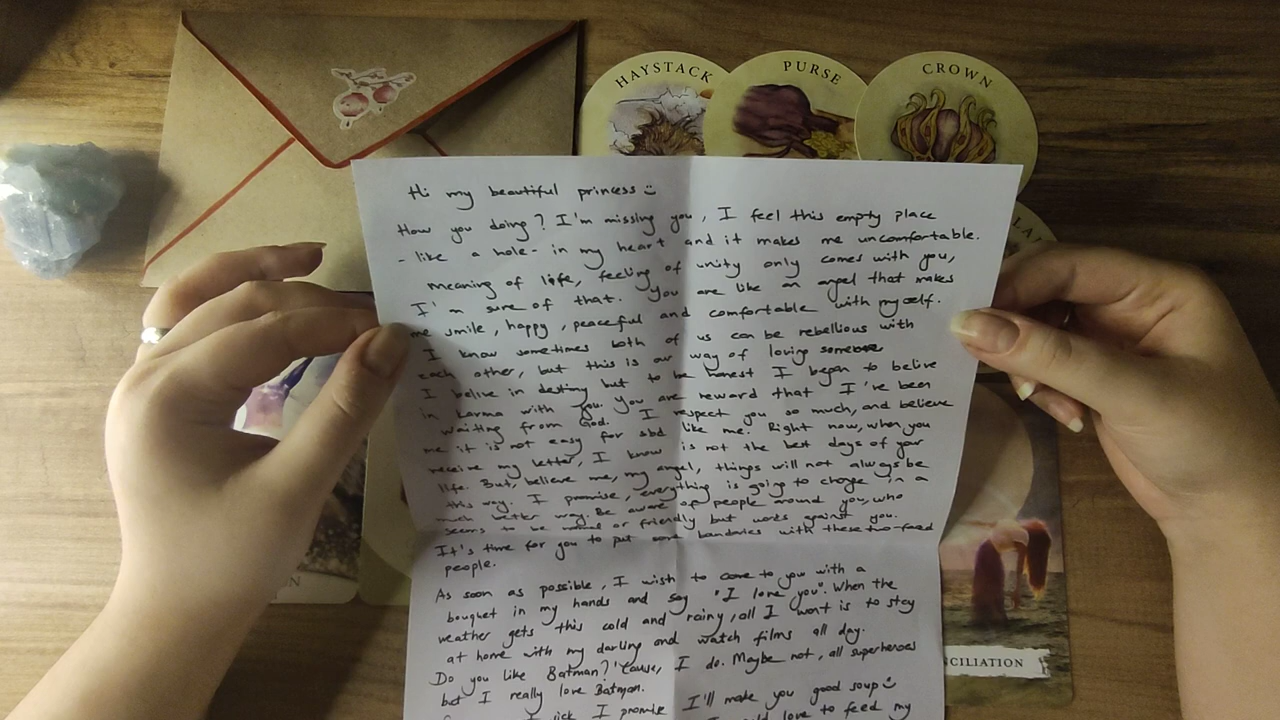 HAYSTACK
PURSE
CROWN
Hi my beautiful princess
How you doing? I'm missing you, I feel this empty place
- like a hole - in my heart and it makes me uncomfortable.
meaning of life, feeling of unity only comes with you,
I'm sure of that. You are like an angel that makes
me smile, happy, peaceful and comfortable with myself.
I know sometimes both of us can be rebellious with
each other, but this is our way of loving
I belive in destiny but to be honest I began to belive
in karma with you. You are reward that I've been
waiting from God. I respect you so much, and believe
me it is not easy for sbd like me. Right now, when you
receive my letter, I know is not the best days of your
life. But, believe me, my angel, things will not always be
this way. I promise, everything is going to change in a
much better way. Be aware of people around you, who
seems to be normal or friendly but works against you.
It's time for you to put some bandaries with these two-faed
people.
As soon as possible, I wish to come to you with a
bouquet in my hands and say "I love you". When the
weather gets this cold and rainy, all I want is to stay
at home with my darling and watch films all day.
Do you like Batman? 'Cause, I do. Maybe not, all superheroes
but I really love Batman.
sick I promise I'll make you good soup
love to feed my
NCILIATION